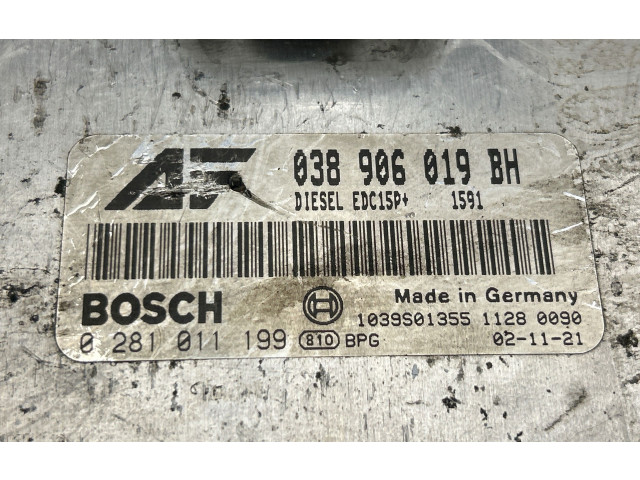 AF 038 906 019 BH
DIESEL EDC15P+ 1591
BOSCH Made in Germany
1039S01355 1128 0090
0 281 011 199 810 BPG 02-11-21